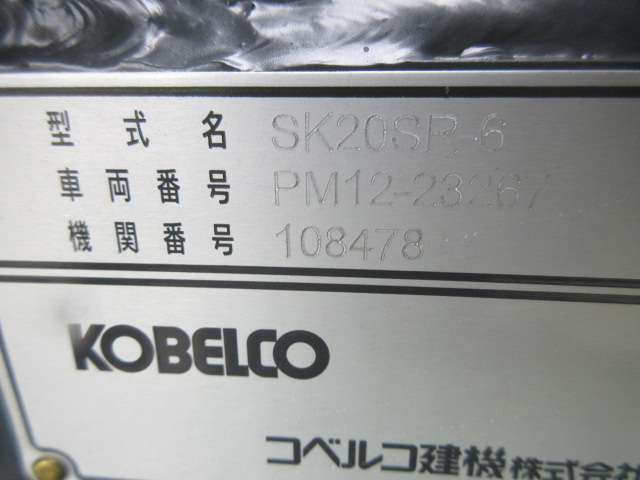 型式名 SK20SR-6
車両番号 PM12-23267
機関番号 108478
KOBELCO
コベルコ建機株式会社